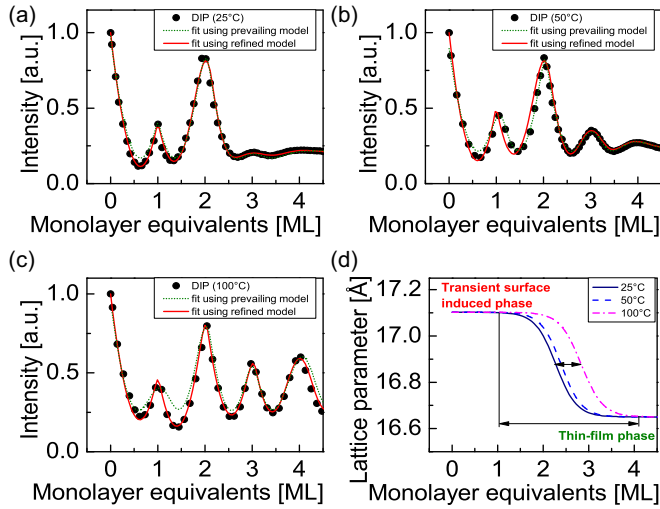 (a)
DIP (25°C)
fit using prevailing model
fit using refined model
Intensity [a.u.]
1.0
0.5
0.0
0 1 2 3 4
Monolayer equivalents [ML]
(b)
DIP (50°C)
fit using prevailing model
fit using refined model
Intensity [a.u.]
1.0
0.5
0.0
0 1 2 3 4
Monolayer equivalents [ML]
(c)
DIP (100°C)
fit using prevailing model
fit using refined model
Intensity [a.u.]
1.0
0.5
0.0
0 1 2 3 4
Monolayer equivalents [ML]
(d)
Transient surface
induced phase
25°C
50°C
100°C
Lattice parameter [Å]
17.2
17.0
16.8
16.6
Thin-film phase
0 1 2 3 4
Monolayer equivalents [ML]